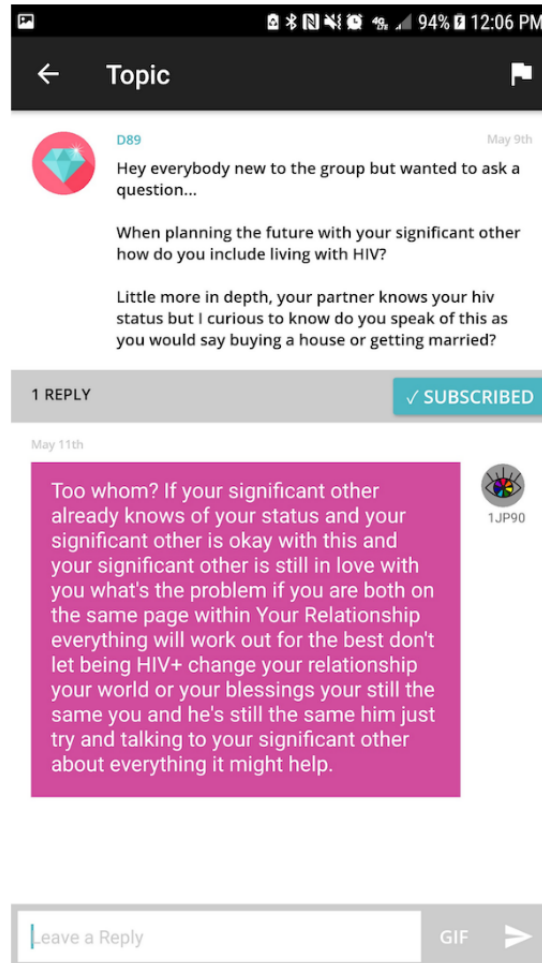 94% 12:06 PM
Topic
D89
May 9th
Hey everybody new to the group but wanted to ask a
question...
When planning the future with your significant other
how do you include living with HIV?
Little more in depth, your partner knows your hiv
status but I curious to know do you speak of this as
you would say buying a house or getting married?
1 REPLY
✓ SUBSCRIBED
May 11th
Too whom? If your significant other
already knows of your status and your
significant other is okay with this and
your significant other is still in love with
you what's the problem if you are both on
the same page within Your Relationship
everything will work out for the best don't
let being HIV+ change your relationship
your world or your blessings your still the
same you and he's still the same him just
try and talking to your significant other
about everything it might help.
1JP90
Leave a Reply
GIF